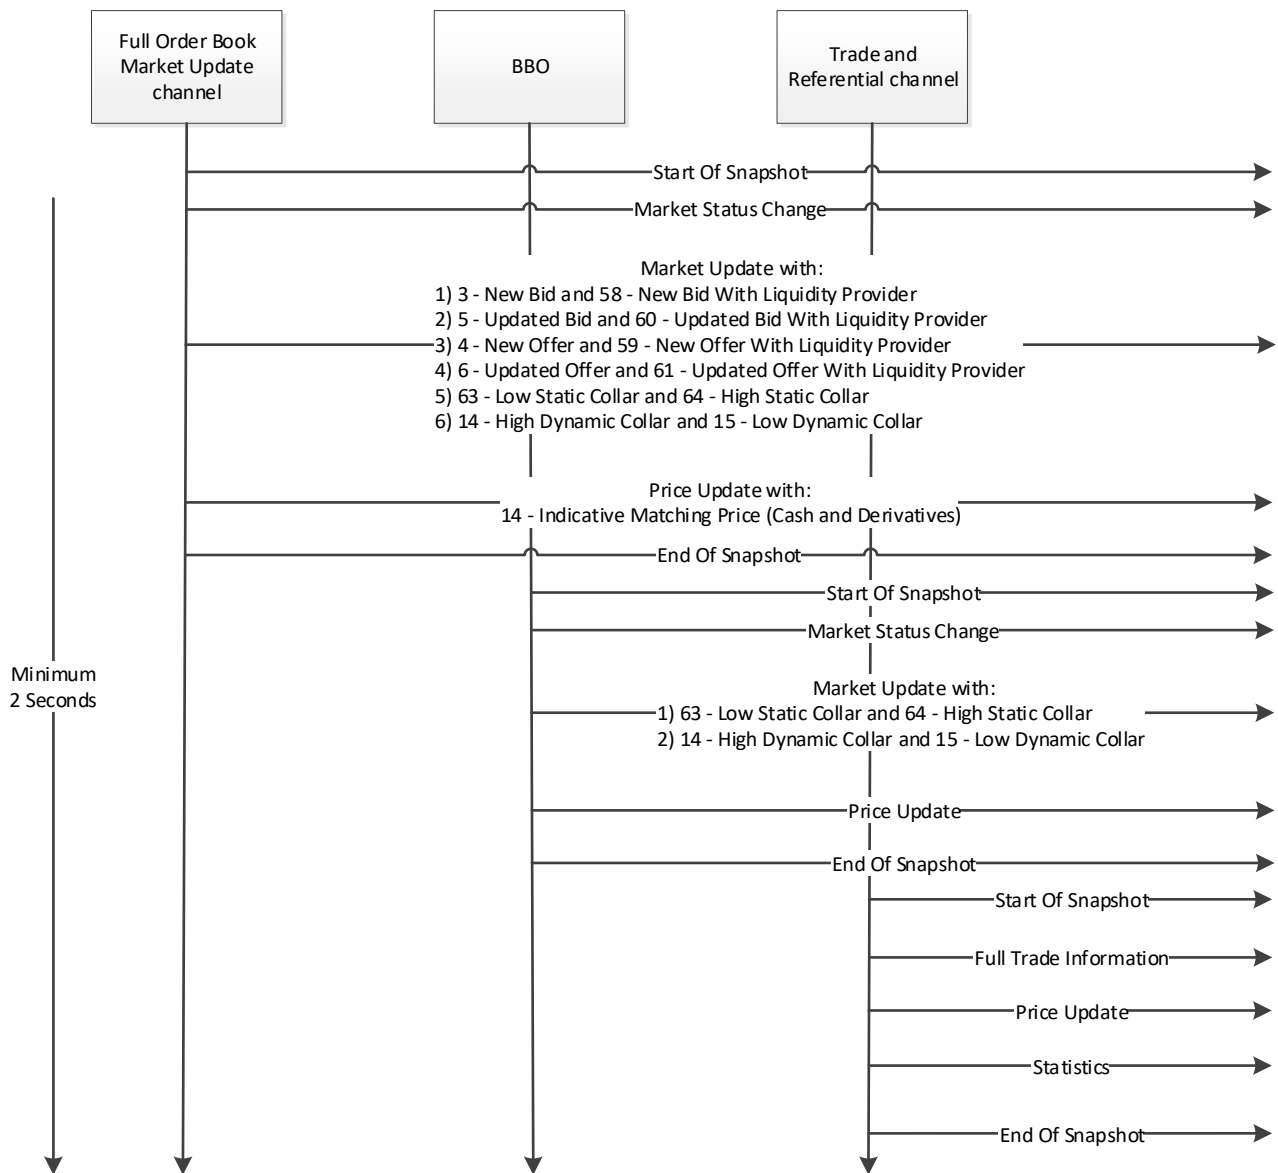 Full Order Book
Market Update
channel
BBO
Trade and
Referential channel
Start Of Snapshot
Market Status Change
Market Update with:
1) 3 - New Bid and 58 - New Bid With Liquidity Provider
2) 5 - Updated Bid and 60 - Updated Bid With Liquidity Provider
3) 4 - New Offer and 59 - New Offer With Liquidity Provider
4) 6 - Updated Offer and 61 - Updated Offer With Liquidity Provider
5) 63 - Low Static Collar and 64 - High Static Collar
6) 14 - High Dynamic Collar and 15 - Low Dynamic Collar
Price Update with:
14 - Indicative Matching Price (Cash and Derivatives)
End Of Snapshot
Start Of Snapshot
Market Status Change
Minimum
2 Seconds
Market Update with:
1) 63 - Low Static Collar and 64 - High Static Collar
2) 14 - High Dynamic Collar and 15 - Low Dynamic Collar
Price Update
End Of Snapshot
Start Of Snapshot
Full Trade Information
Price Update
Statistics
End Of Snapshot